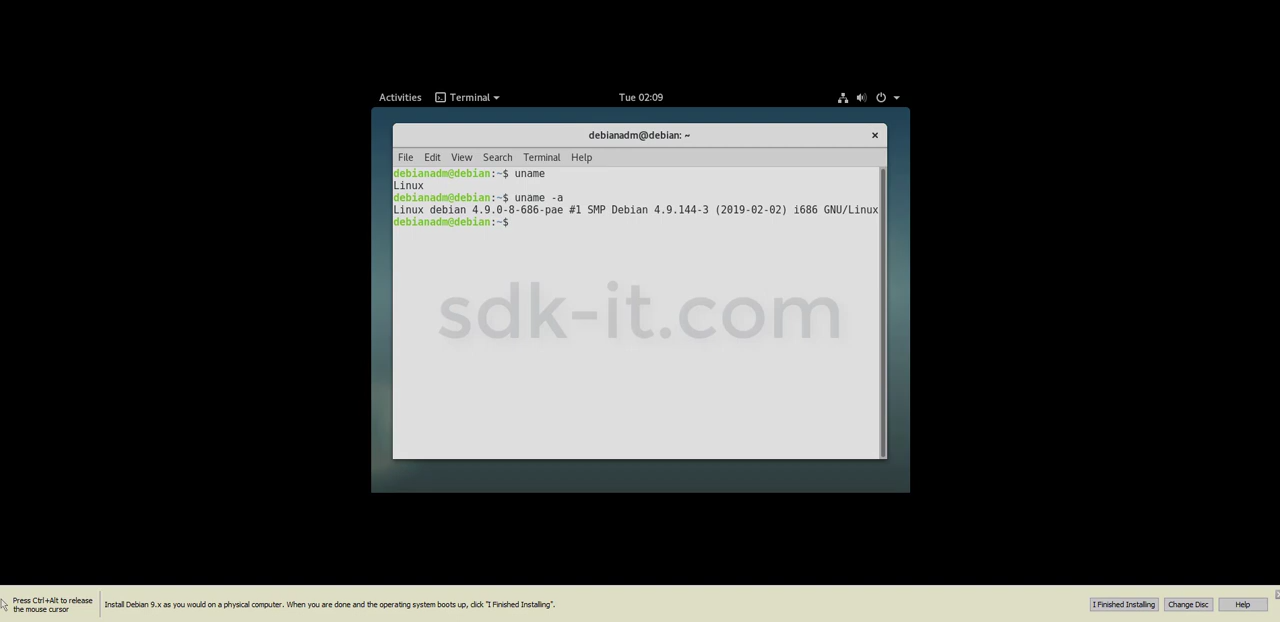 Activities Terminal Tue 02:09
debianadm@debian: ~
File Edit View Search Terminal Help
debianadm@debian:~$ uname
Linux
debianadm@debian:~$ uname -a
Linux debian 4.9.0-8-686-pae #1 SMP Debian 4.9.144-3 (2019-02-02) i686 GNU/Linux
debianadm@debian:~$
sdk-it.com
Press Ctrl+Alt to release
the mouse cursor
Install Debian 9.x as you would on a physical computer. When you are done and the operating system boots up, click "I Finished Installing".
I Finished Installing Change Disc Help